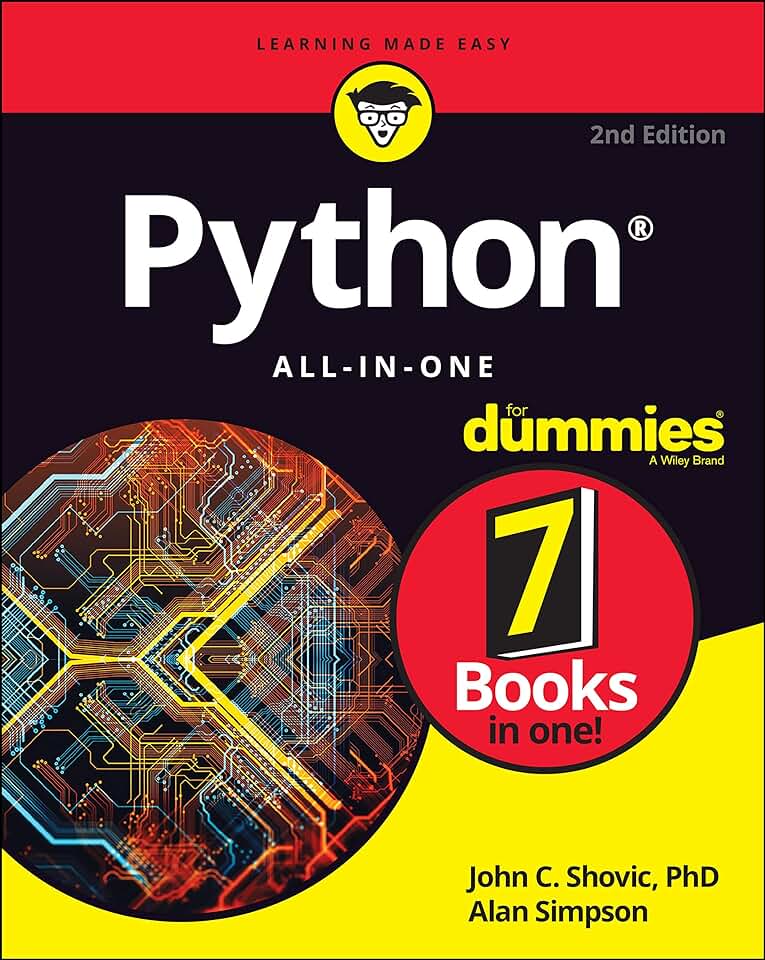 LEARNING MADE EASY
2nd Edition
Python®
ALL-IN-ONE
for
dummies®
A Wiley Brand
7
Books
in one!
John C. Shovic, PhD
Alan Simpson